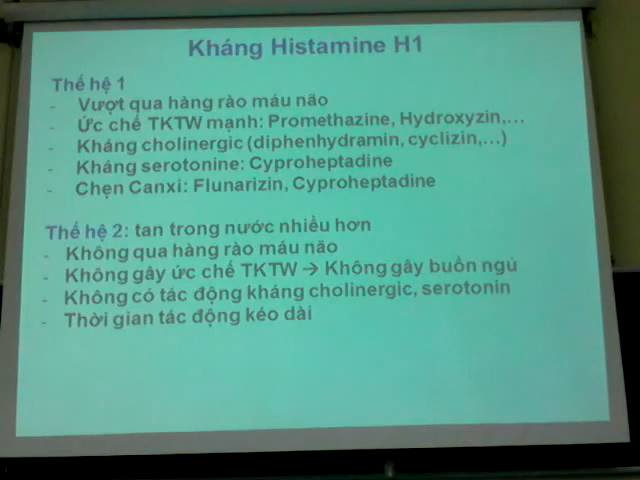 Kháng Histamine H1
Thế hệ 1
- Vượt qua hàng rào máu não
- Ức chế TKTW mạnh: Promethazine, Hydroxyzin,...
- Kháng cholinergic (diphenhydramin, cyclizin,...)
- Kháng serotonine: Cyproheptadine
- Chẹn Canxi: Flunarizin, Cyproheptadine
Thế hệ 2: tan trong nước nhiều hơn
- Không qua hàng rào máu não
- Không gây ức chế TKTW → Không gây buồn ngủ
- Không có tác động kháng cholinergic, serotonin
- Thời gian tác động kéo dài